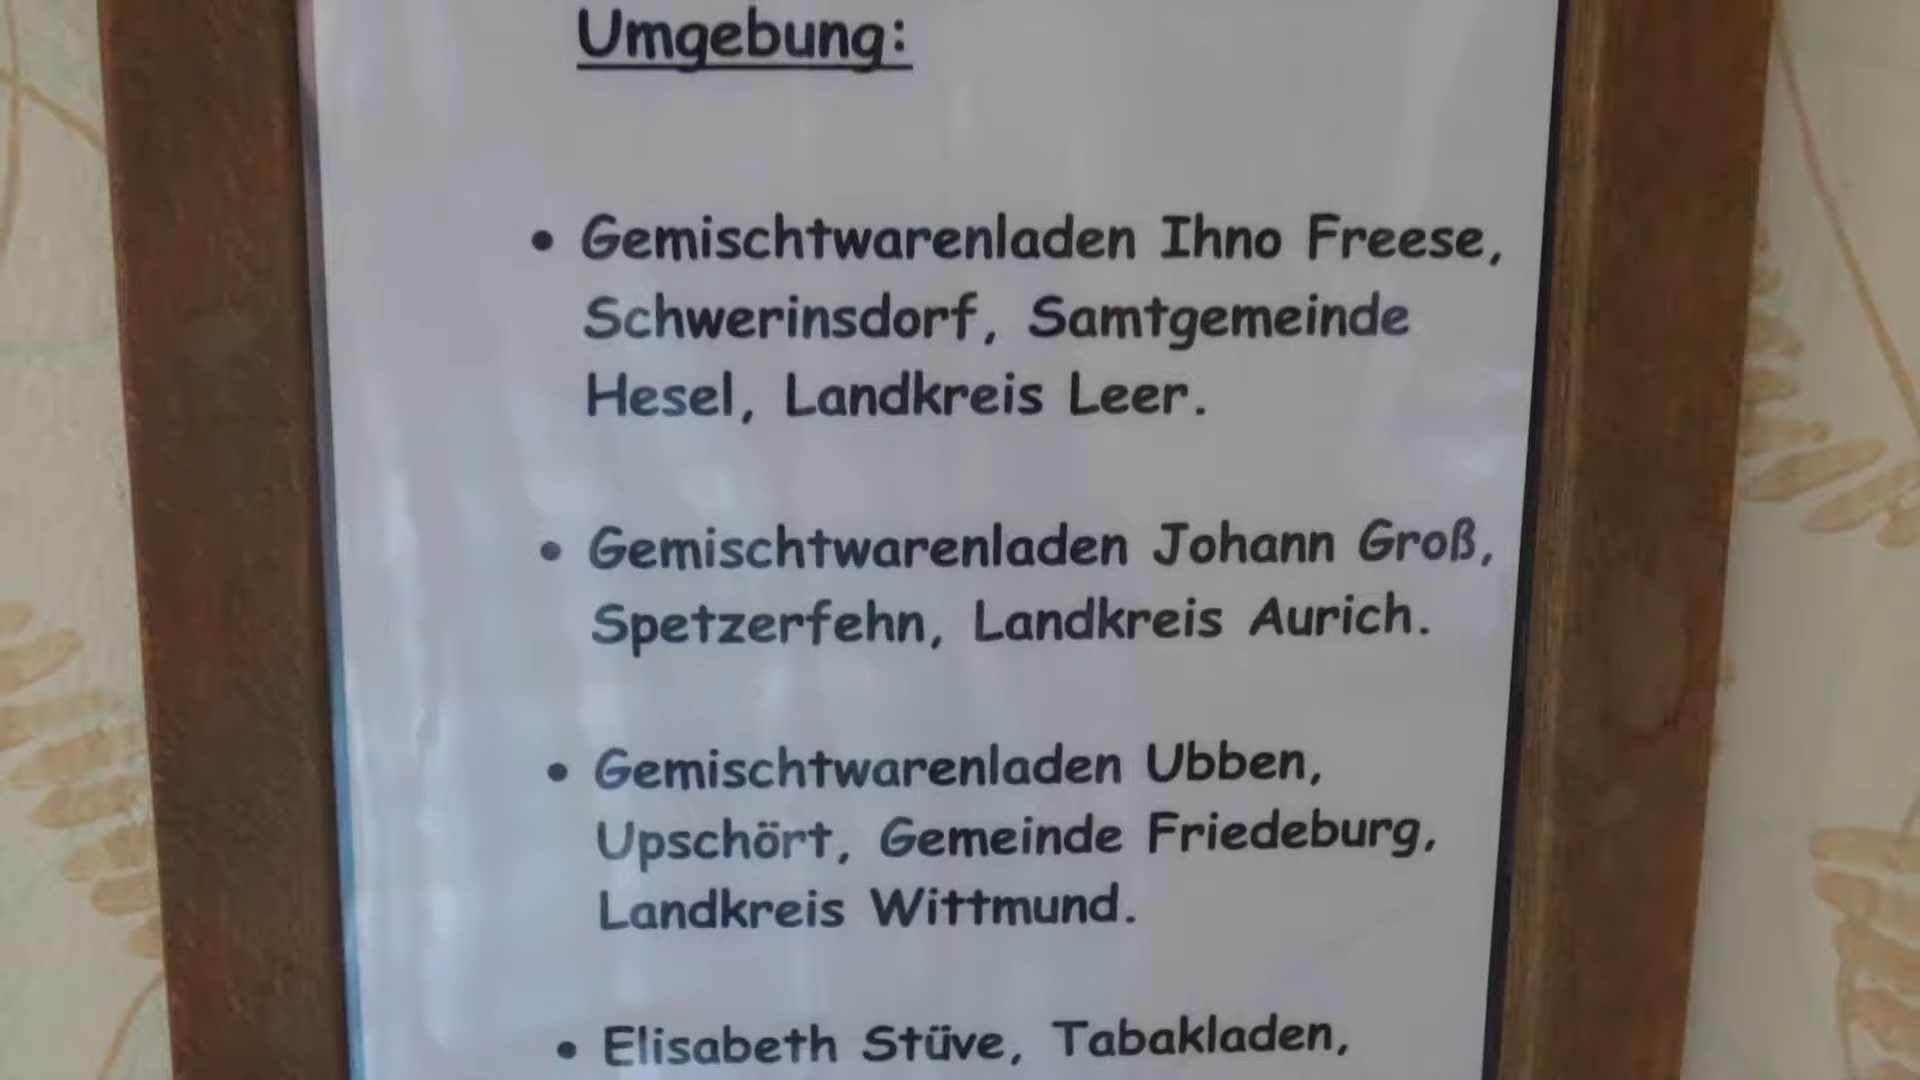 Umgebung:
• Gemischtwarenladen Ihno Freese,
Schwerinsdorf, Samtgemeinde
Hesel, Landkreis Leer.
• Gemischtwarenladen Johann Groß,
Spetzerfehn, Landkreis Aurich.
• Gemischtwarenladen Ubben,
Upschört, Gemeinde Friedeburg,
Landkreis Wittmund.
• Elisabeth Stüve, Tabakladen,